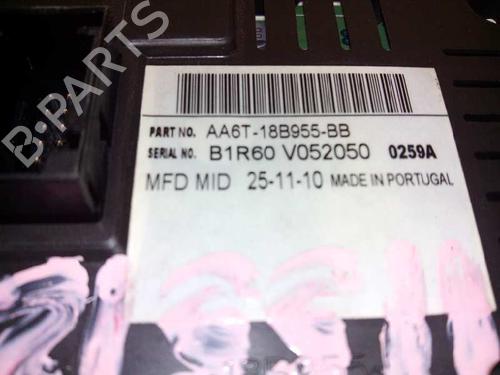 B-PARTS
PART NO. AA6T-18B955-BB
SERIAL NO. B1R60 V052050 0259A
MFD MID 25-11-10 MADE IN PORTUGAL